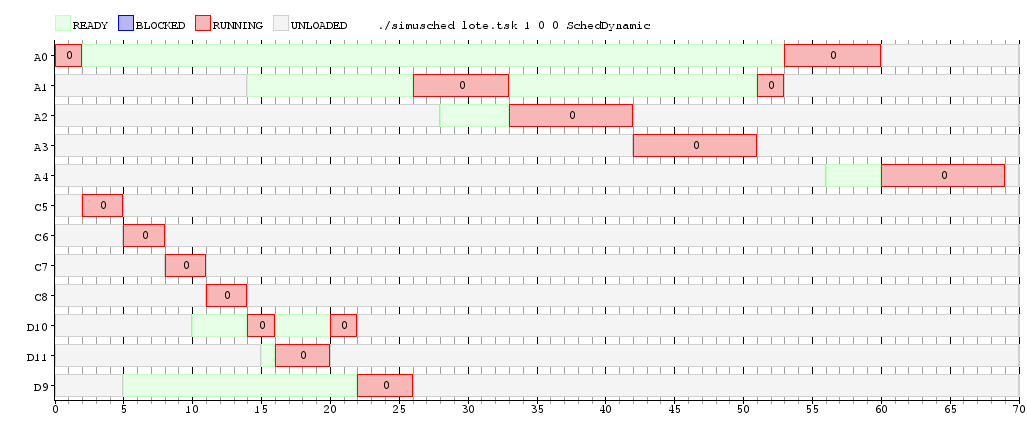 READY BLOCKED RUNNING UNLOADED ./simusched lote.tsk 1 0 0 SchedDynamic
A0 0 0
A1 0 0
A2 0
A3 0
A4 0
C5 0
C6 0
C7 0
C8 0
D10 0 0
D11 0
D9 0
0 5 10 15 20 25 30 35 40 45 50 55 60 65 70